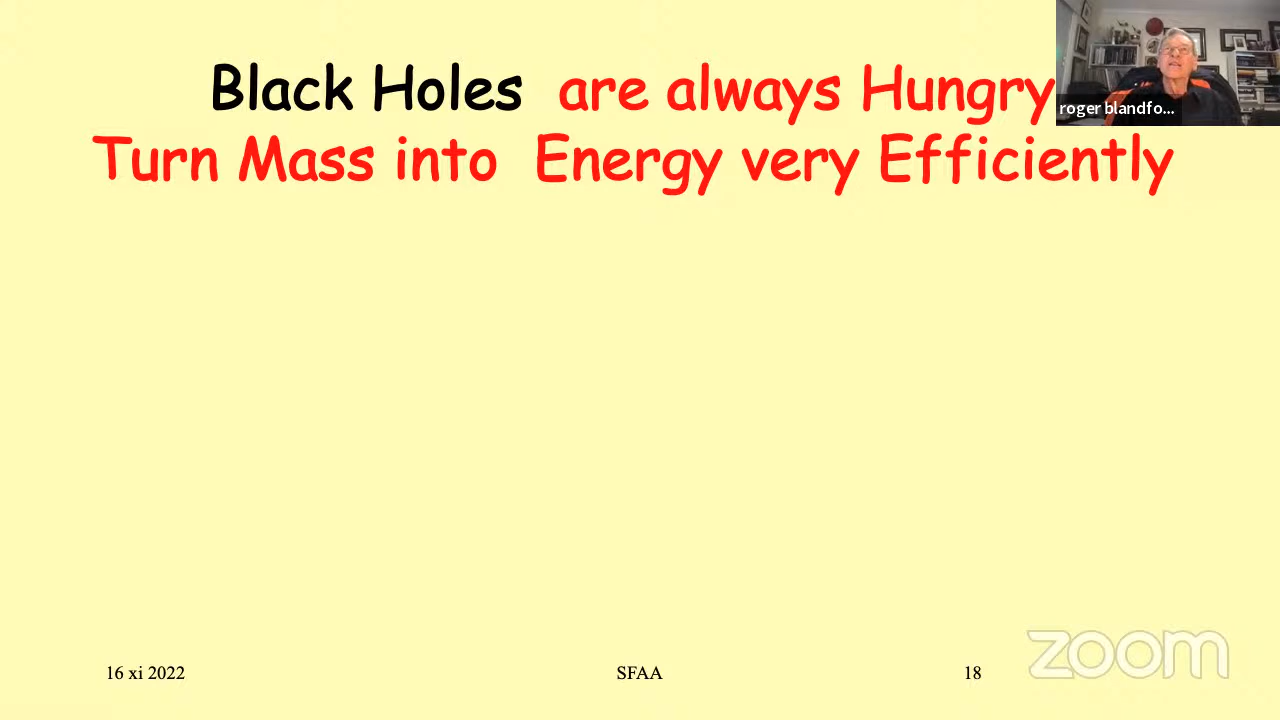 Black Holes are always Hungry
Turn Mass into Energy very Efficiently
roger blandfo...
16 xi 2022
SFAA
18
zoom